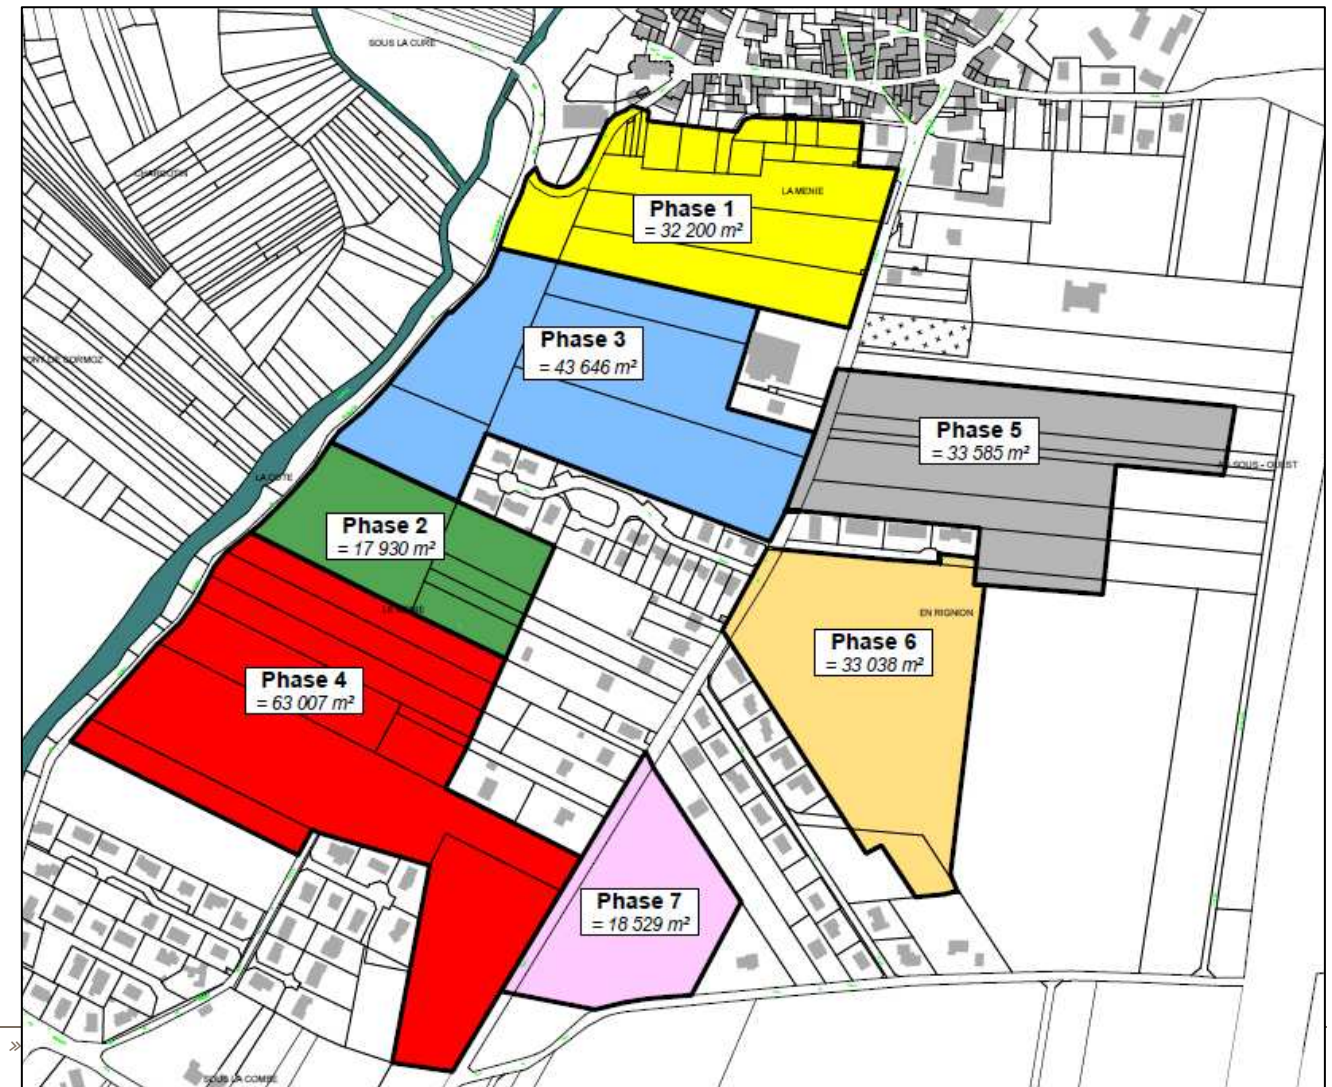 SOUS LA CURE
LA MENIE
Phase 1
= 32 200 m²
Phase 3
= 43 646 m²
Phase 5
= 33 585 m²
LA COTE
Phase 2
= 17 930 m²
EN RIGNION
Phase 6
= 33 038 m²
Phase 4
= 63 007 m²
Phase 7
= 18 529 m²
»
SOUS LA COMBE